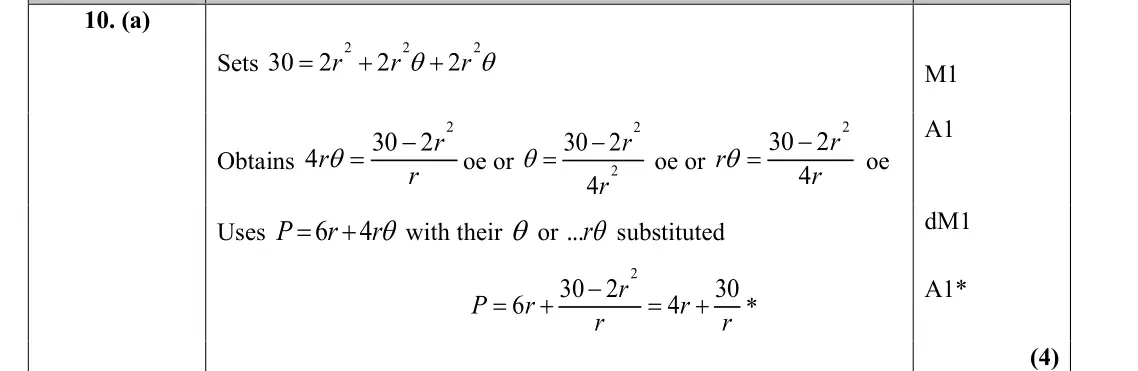 10. (a)
Sets 30 = 2r² + 2r²θ + 2r²θ
M1
Obtains 4rθ = (30 − 2r²)/r oe or θ = (30 − 2r²)/(4r²) oe or rθ = (30 − 2r²)/(4r) oe
A1
Uses P = 6r + 4rθ with their θ or ...rθ substituted
dM1
P = 6r + (30 − 2r²)/r = 4r + 30/r *
A1*
(4)